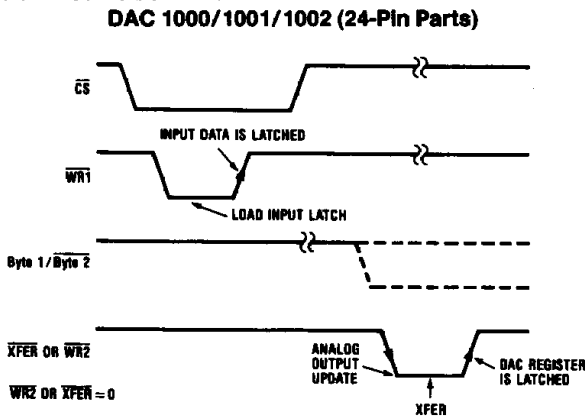 DAC 1000/1001/1002 (24-Pin Parts)
CS
INPUT DATA IS LATCHED
WR1
LOAD INPUT LATCH
Byte 1/Byte 2
XFER OR WR2
ANALOG
OUTPUT
UPDATE
DAC REGISTER
IS LATCHED
WR2 OR XFER = 0
XFER